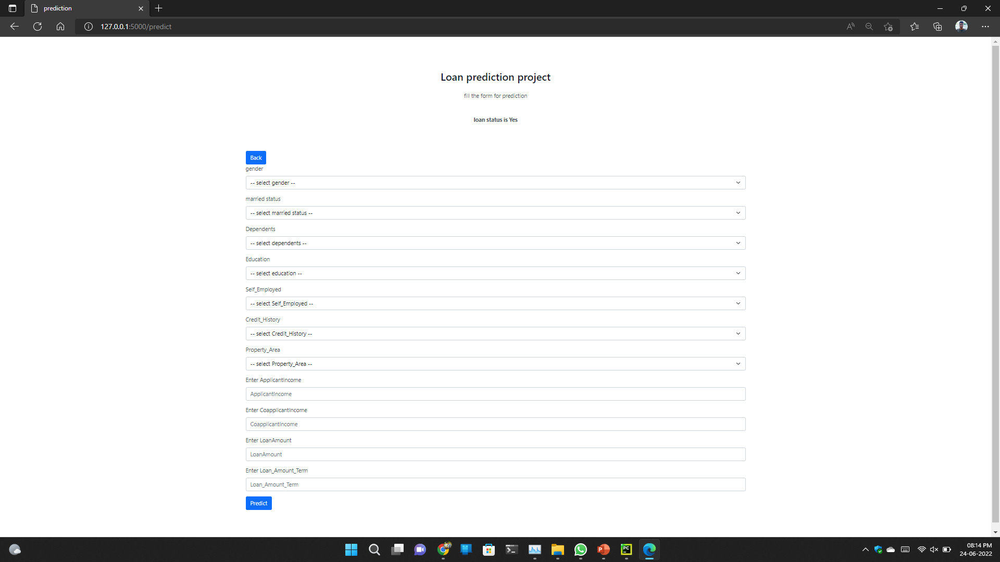 prediction
127.0.0.1:5000/predict
Loan prediction project
fill the form for prediction
loan status is Yes
Back
gender
-- select gender --
married status
-- select married status --
Dependents
-- select dependents --
Education
-- select education --
Self_Employed
-- select Self_Employed --
Credit_History
-- select Credit_History --
Property_Area
-- select Property_Area --
Enter ApplicantIncome
ApplicantIncome
Enter CoapplicantIncome
CoapplicantIncome
Enter LoanAmount
LoanAmount
Enter Loan_Amount_Term
Loan_Amount_Term
Predict
08:14 PM
24-06-2022